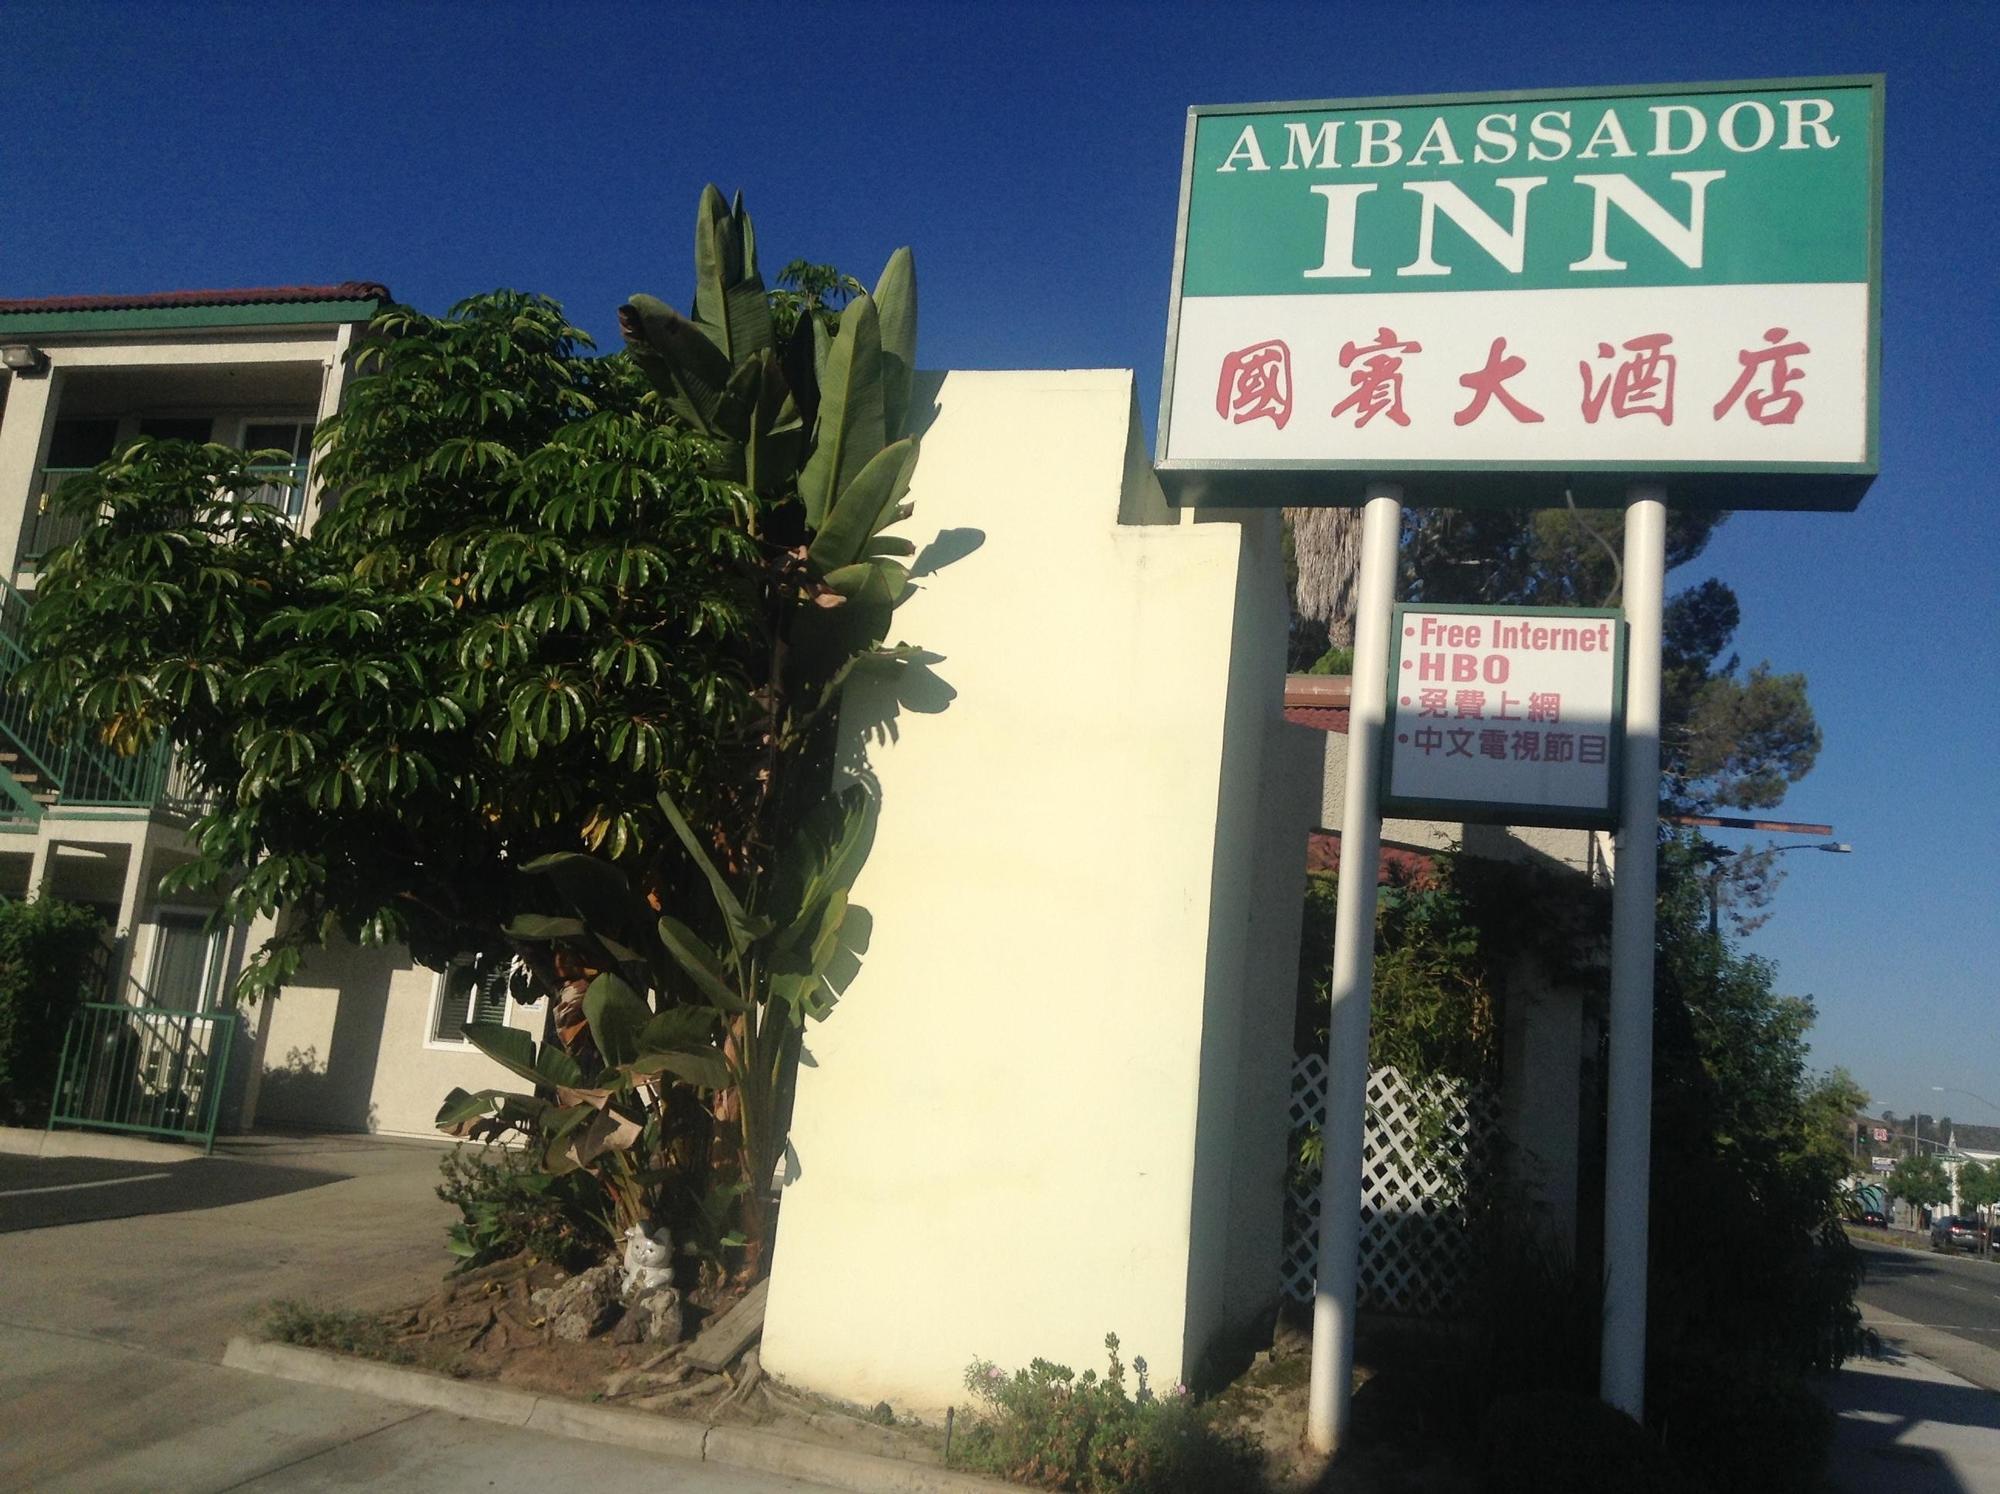 AMBASSADOR
INN
國賓大酒店
•Free Internet
•HBO
•免費上網
•中文電視節目